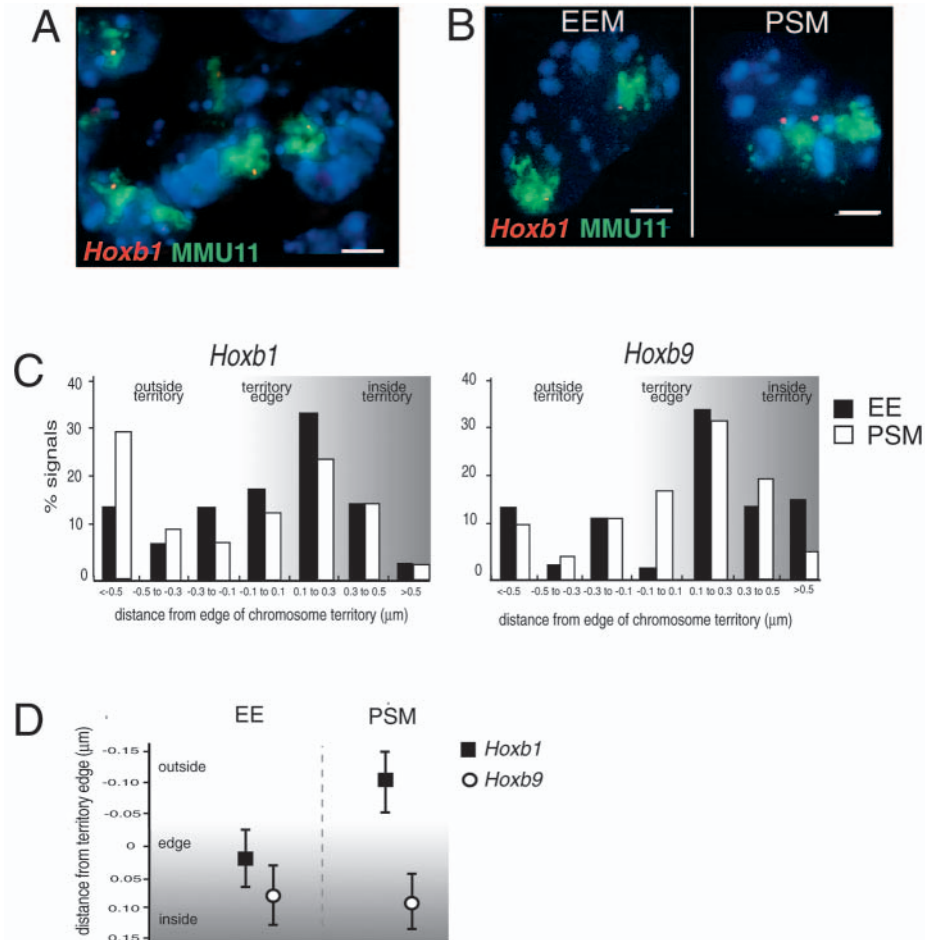 A
Hoxb1 MMU11
B
EEM
PSM
Hoxb1 MMU11
C
Hoxb1
% signals
40
30
20
10
0
outside
territory
territory
edge
inside
territory
<-0.5
-0.5 to -0.3
-0.3 to -0.1
-0.1 to 0.1
0.1 to 0.3
0.3 to 0.5
>0.5
distance from edge of chromosome territory (μm)
Hoxb9
40
30
20
10
0
outside
territory
territory
edge
inside
territory
<-0.5
-0.5 to -0.3
-0.3 to -0.1
-0.1 to 0.1
0.1 to 0.3
0.3 to 0.5
>0.5
distance from edge of chromosome territory (μm)
EE
PSM
D
EE
PSM
distance from territory edge (μm)
-0.15
-0.10
-0.05
0
0.05
0.10
0.15
outside
edge
inside
Hoxb1
Hoxb9